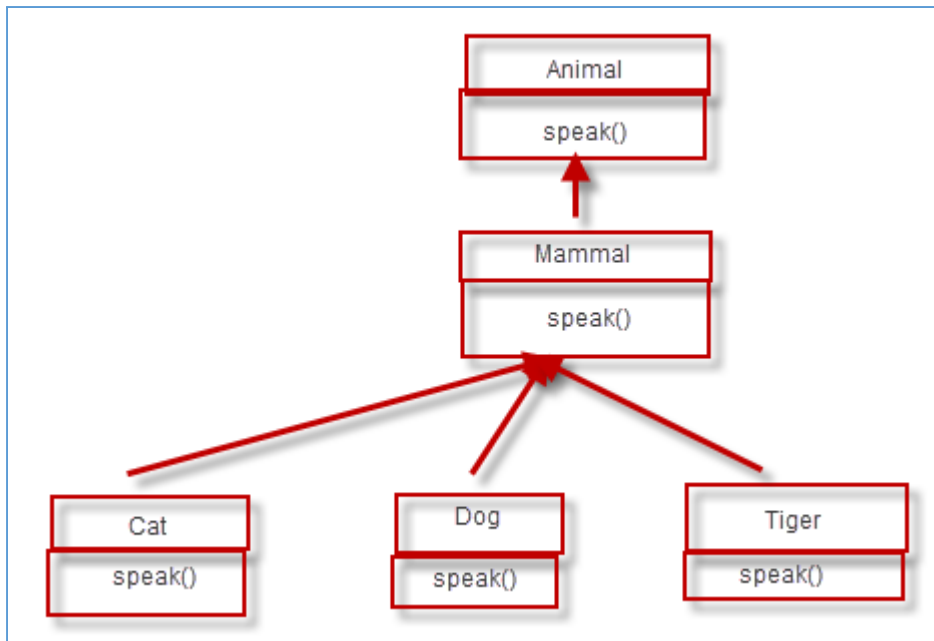 Animal
speak()
Mammal
speak()
Cat
Dog
Tiger
speak()
speak()
speak()